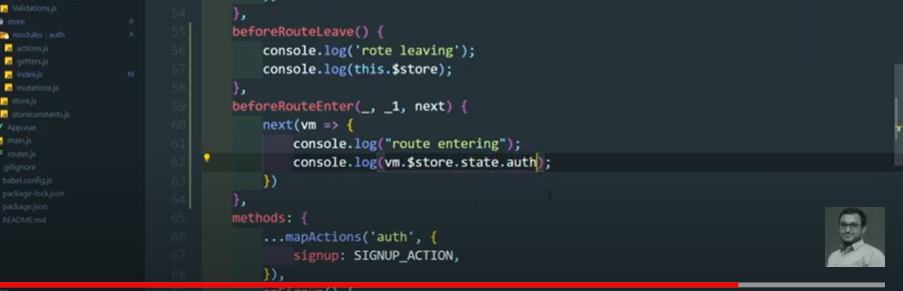 Validations.js
store
modules \ auth
actions.js
getters.js
index.js M
mutations.js
store.js
storeconstants.js
App.vue
main.js
router.js
.gitignore
babel.config.js
package-lock.json
package.json
README.md
54 },
55 beforeRouteLeave() {
56 console.log('rote leaving');
57 console.log(this.$store);
58 },
59 beforeRouteEnter(_, _1, next) {
60 next(vm => {
61 console.log("route entering");
62 console.log(vm.$store.state.auth);
63 })
64 },
65 methods: {
66 ...mapActions('auth', {
67 signup: SIGNUP_ACTION,
68 }),